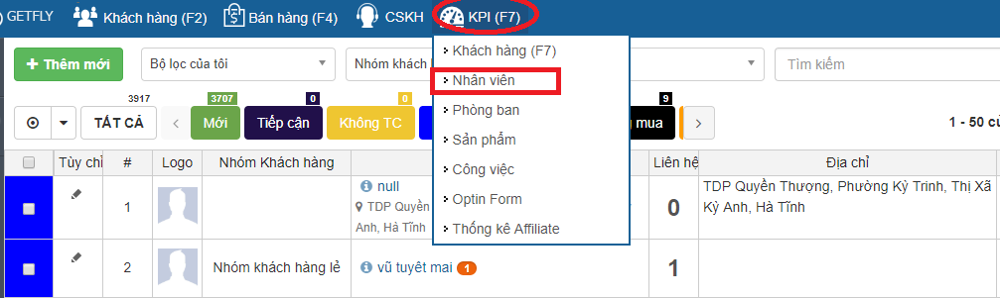 GETFLY Khách hàng (F2) Bán hàng (F4) CSKH KPI (F7)
Khách hàng (F7)
Nhân viên
Phòng ban
Sản phẩm
Công việc
Optin Form
Thống kê Affiliate
+ Thêm mới Bộ lọc của tôi Nhóm khách Tìm kiếm
3917 3707 0 0 9
TẤT CẢ Mới Tiếp cận Không TC mua 1 - 50
Tùy chỉ # Logo Nhóm Khách hàng Liên hệ Địa chỉ
1 null 0 TDP Quyền Thượng, Phường Kỳ Trinh, Thị Xã
TDP Quyền Kỳ Anh, Hà Tĩnh
Anh, Hà Tĩnh
2 Nhóm khách hàng lẻ vũ tuyết mai 1 1